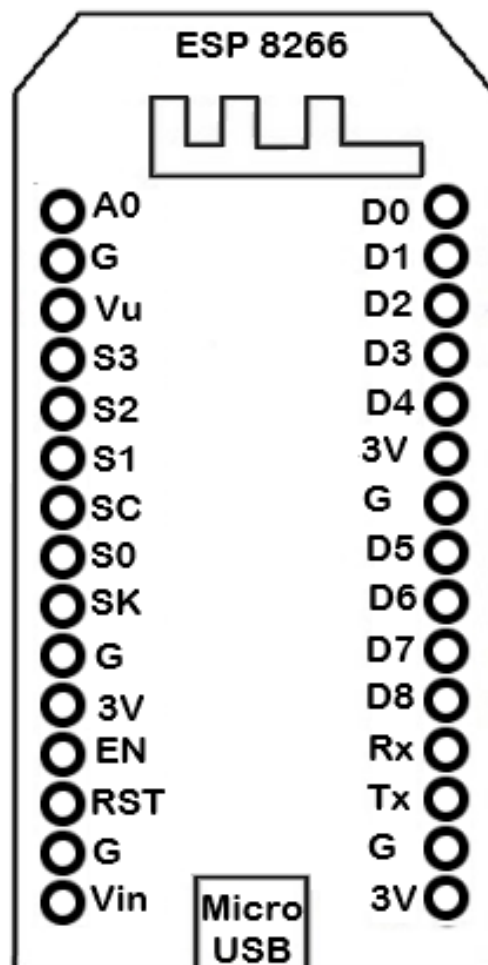 ESP 8266
A0 D0
G D1
Vu D2
S3 D3
S2 D4
S1 3V
SC G
S0 D5
SK D6
G D7
3V D8
EN Rx
RST Tx
G G
Vin 3V
Micro
USB